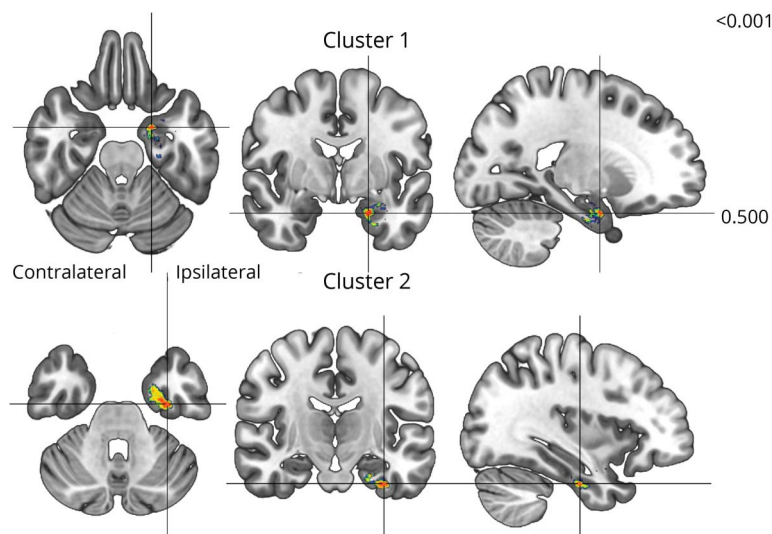 <0.001
Cluster 1
0.500
Contralateral
Ipsilateral
Cluster 2